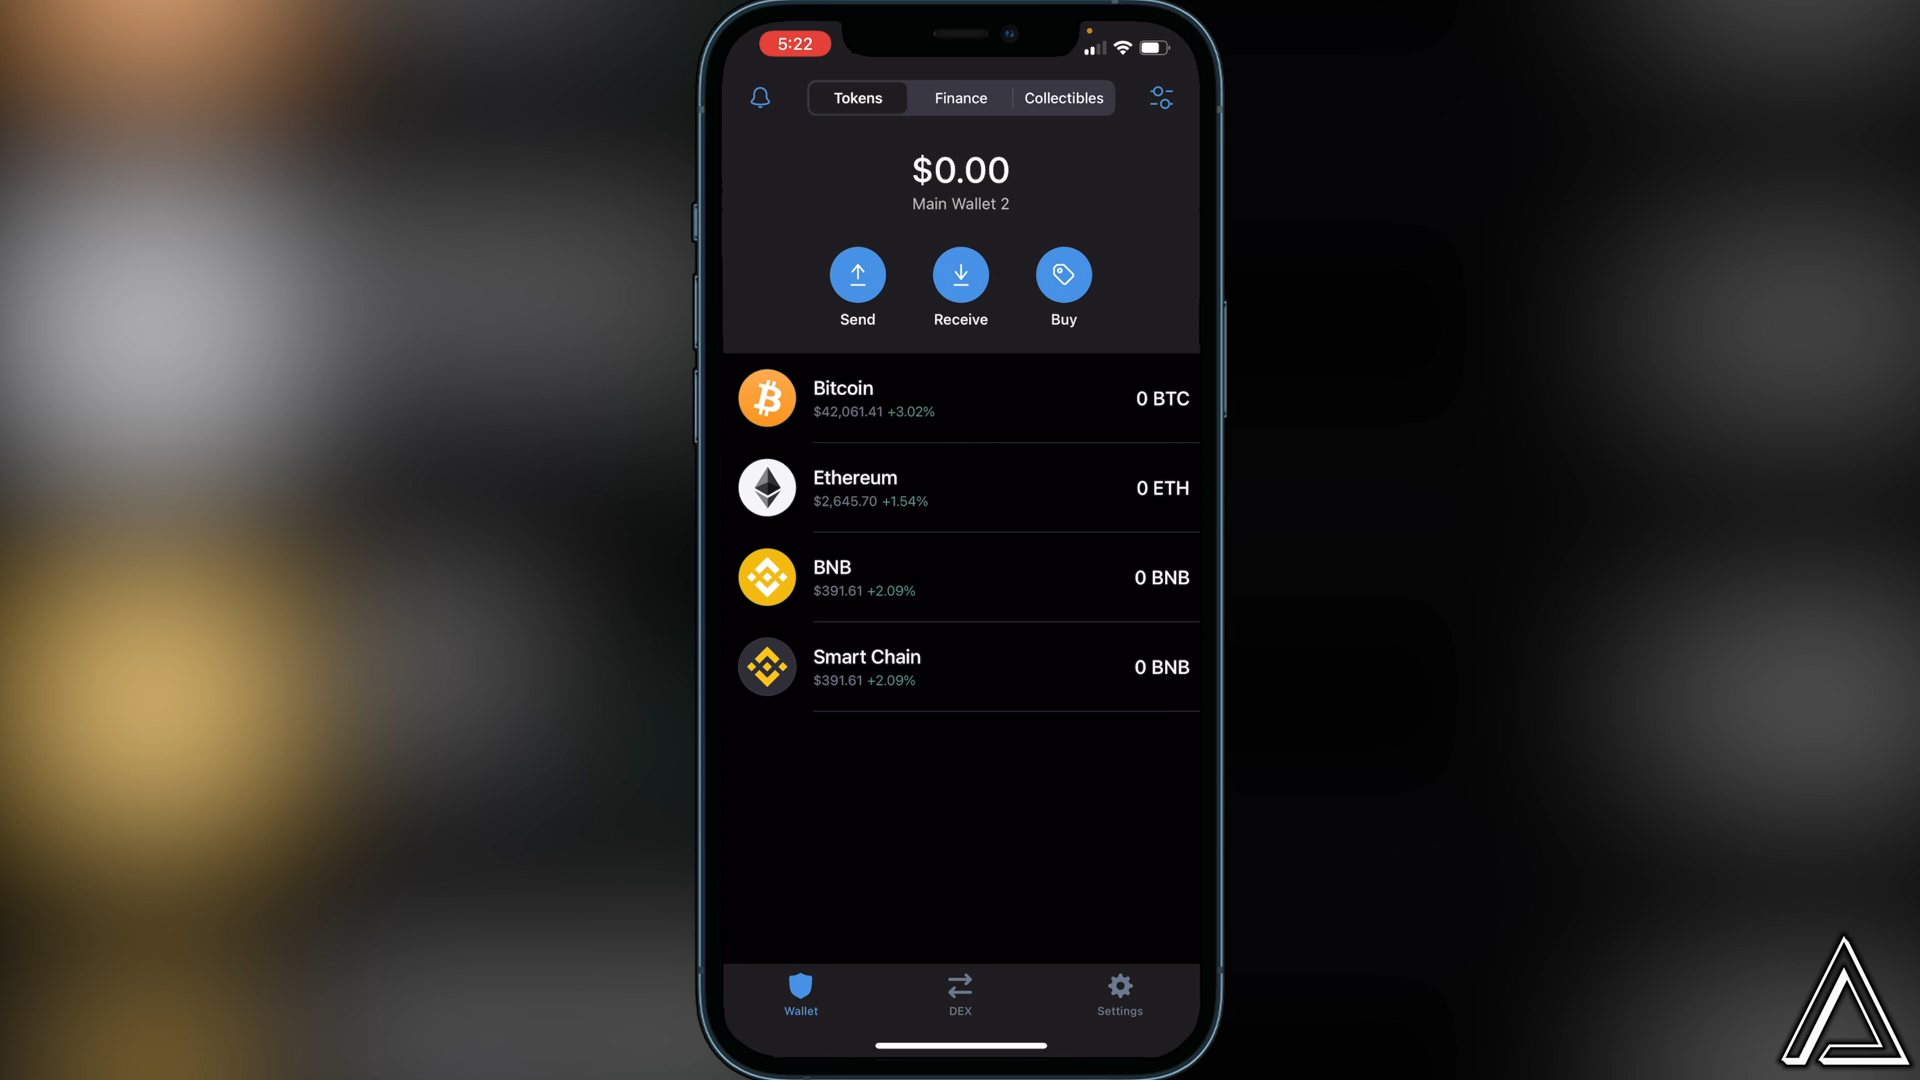 5:22
Tokens
Finance
Collectibles
$0.00
Main Wallet 2
Send
Receive
Buy
Bitcoin
$42,061.41 +3.02%
0 BTC
Ethereum
$2,645.70 +1.54%
0 ETH
BNB
$391.61 +2.09%
0 BNB
Smart Chain
$391.61 +2.09%
0 BNB
Wallet
DEX
Settings